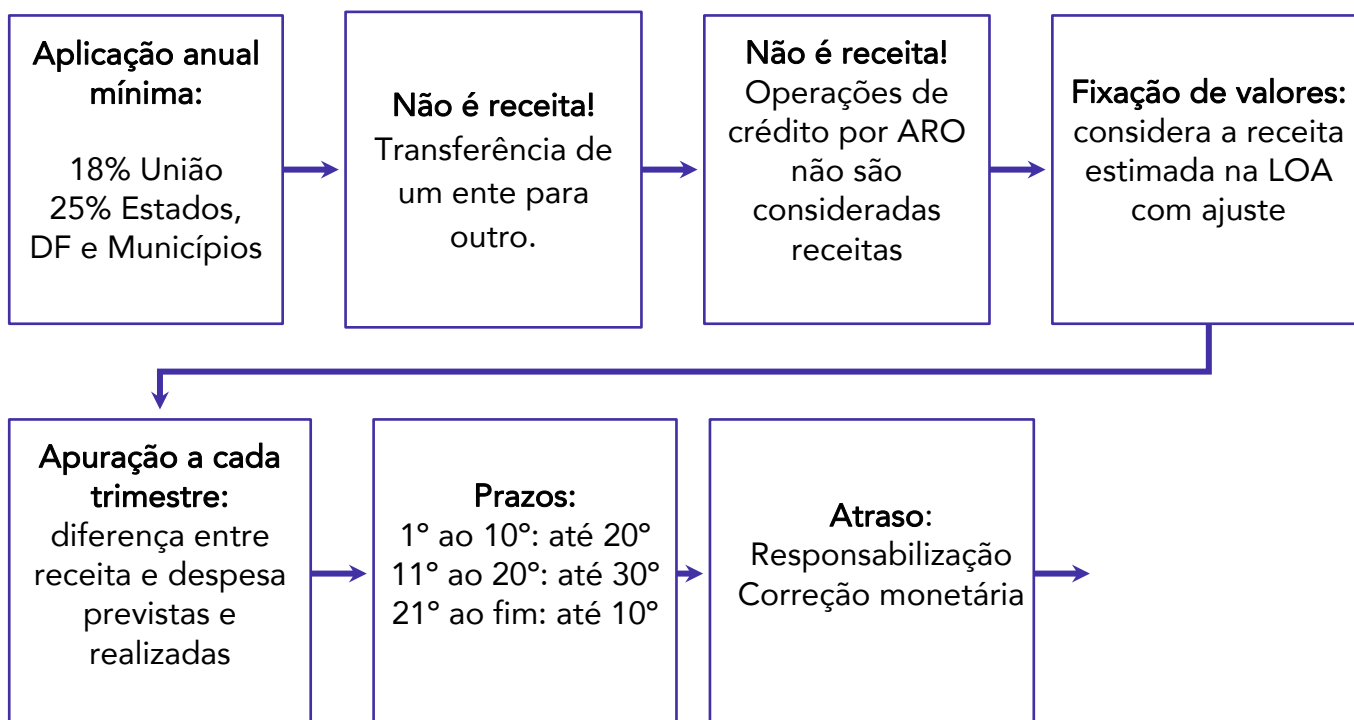 Aplicação anual
mínima:
18% União
25% Estados,
DF e Municípios
Não é receita!
Transferência de
um ente para
outro.
Não é receita!
Operações de
crédito por ARO
não são
consideradas
receitas
Fixação de valores:
considera a receita
estimada na LOA
com ajuste
Apuração a cada
trimestre:
diferença entre
receita e despesa
previstas e
realizadas
Prazos:
1° ao 10°: até 20°
11° ao 20°: até 30°
21° ao fim: até 10°
Atraso:
Responsabilização
Correção monetária